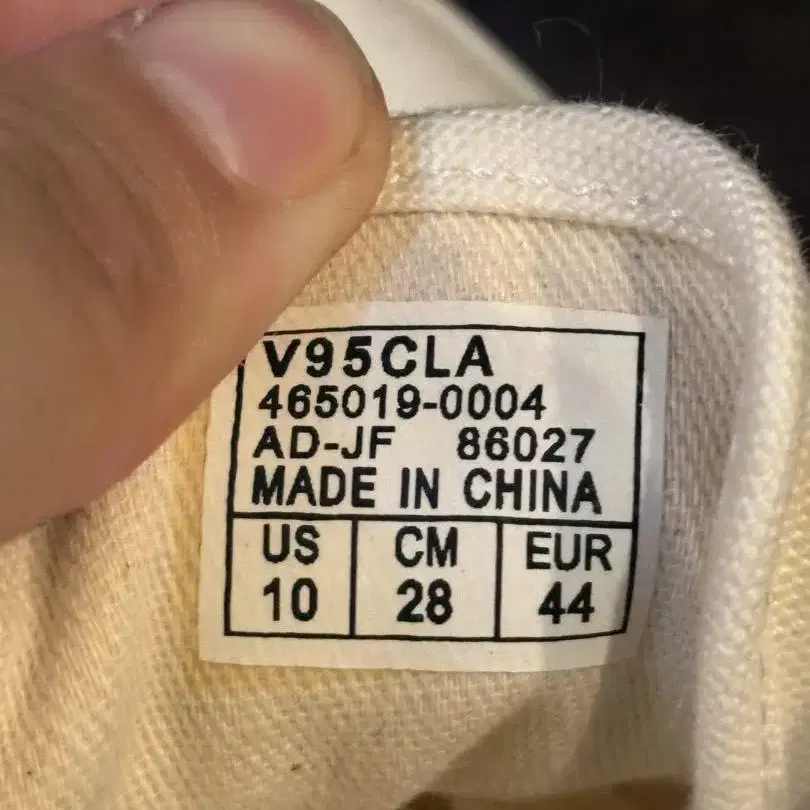 V95CLA
465019-0004
AD-JF 86027
MADE IN CHINA
US CM EUR
10 28 44